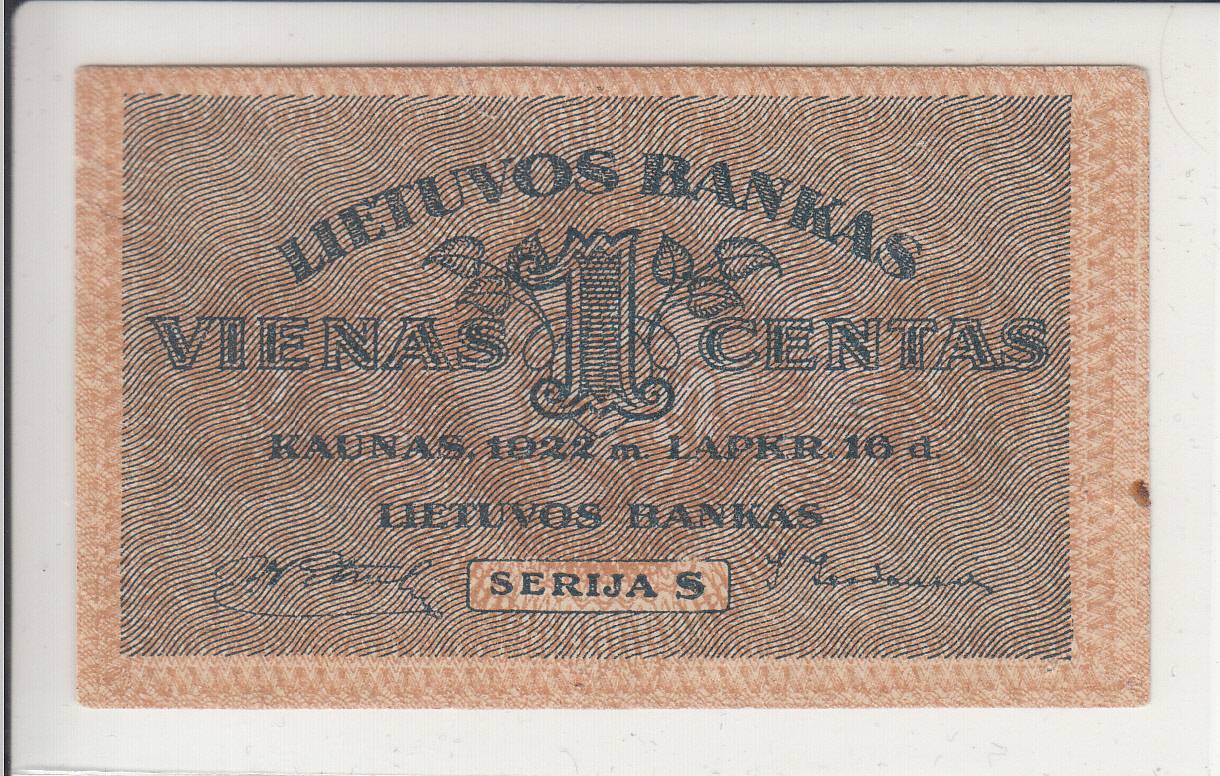 LIETUVOS BANKAS
VIENAS 1 CENTAS
KAUNAS, 1922 m. LAPKR. 16 d.
LIETUVOS BANKAS
SERIJA S